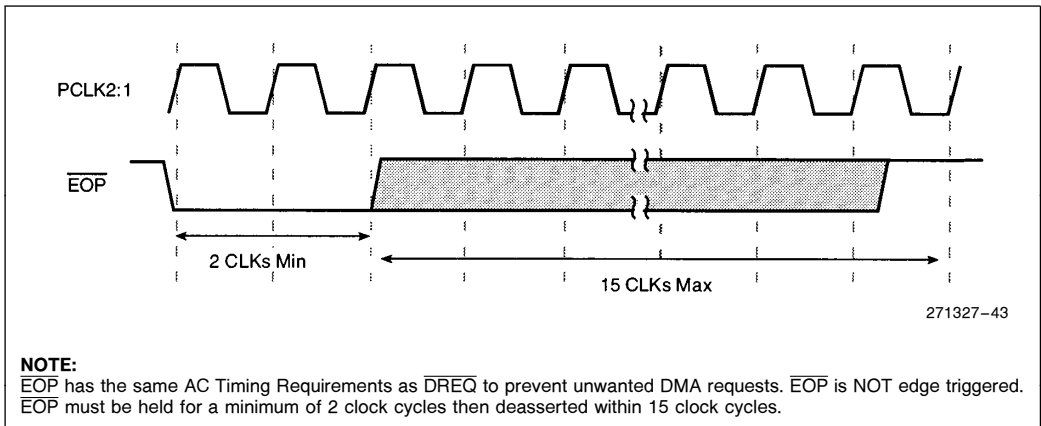 PCLK2:1
EOP
2 CLKs Min
15 CLKs Max
271327–43
NOTE:
EOP has the same AC Timing Requirements as DREQ to prevent unwanted DMA requests. EOP is NOT edge triggered.
EOP must be held for a minimum of 2 clock cycles then deasserted within 15 clock cycles.